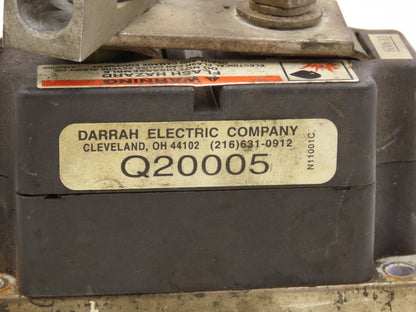 WARNING
FLASH HAZARD
DARRAH ELECTRIC COMPANY
CLEVELAND, OH 44102 (216)631-0912
Q20005
N11001C